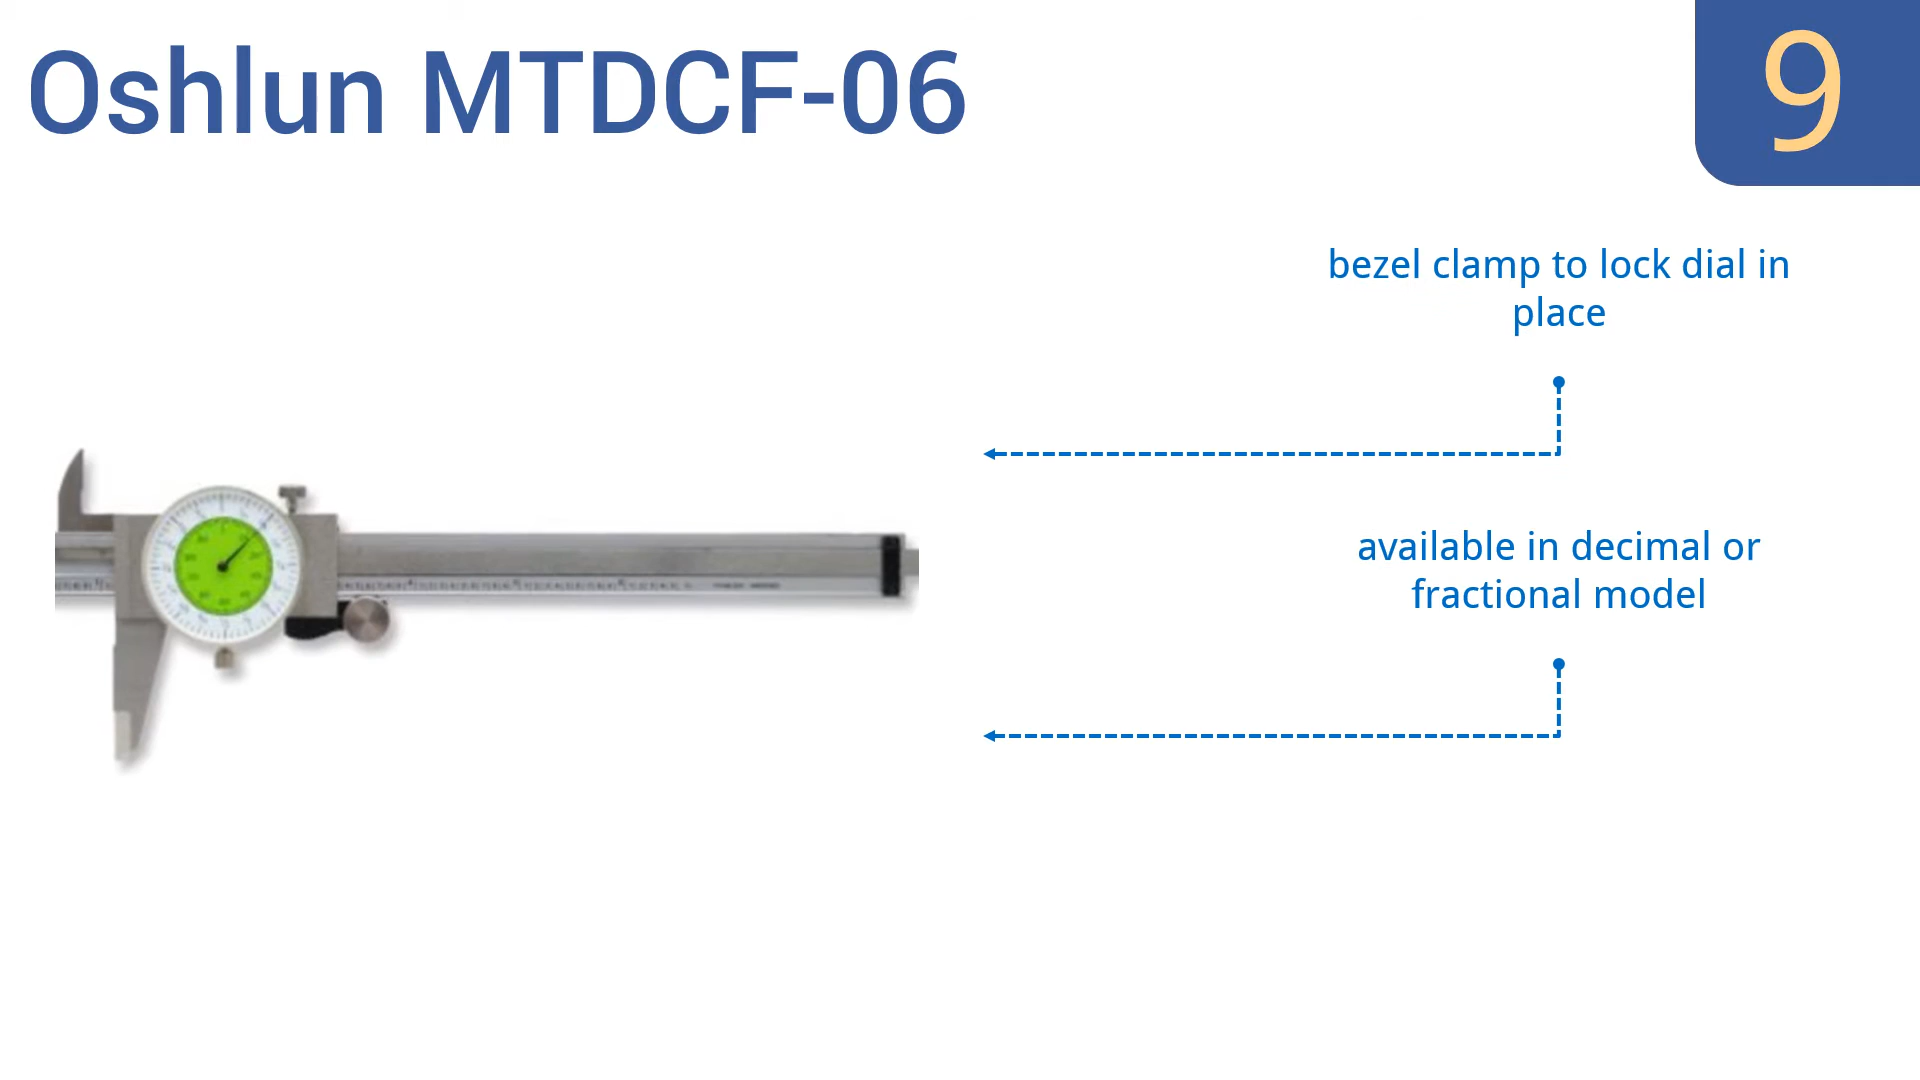 Oshlun MTDCF-06
9
bezel clamp to lock dial in
place
available in decimal or
fractional model